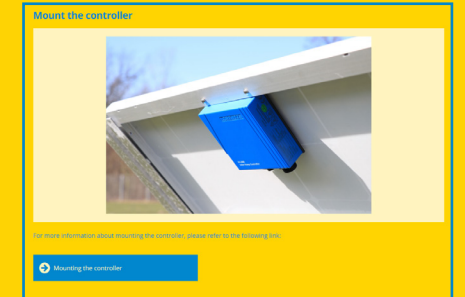 Mount the controller
For more information about mounting the controller, please refer to the following link:
Mounting the controller